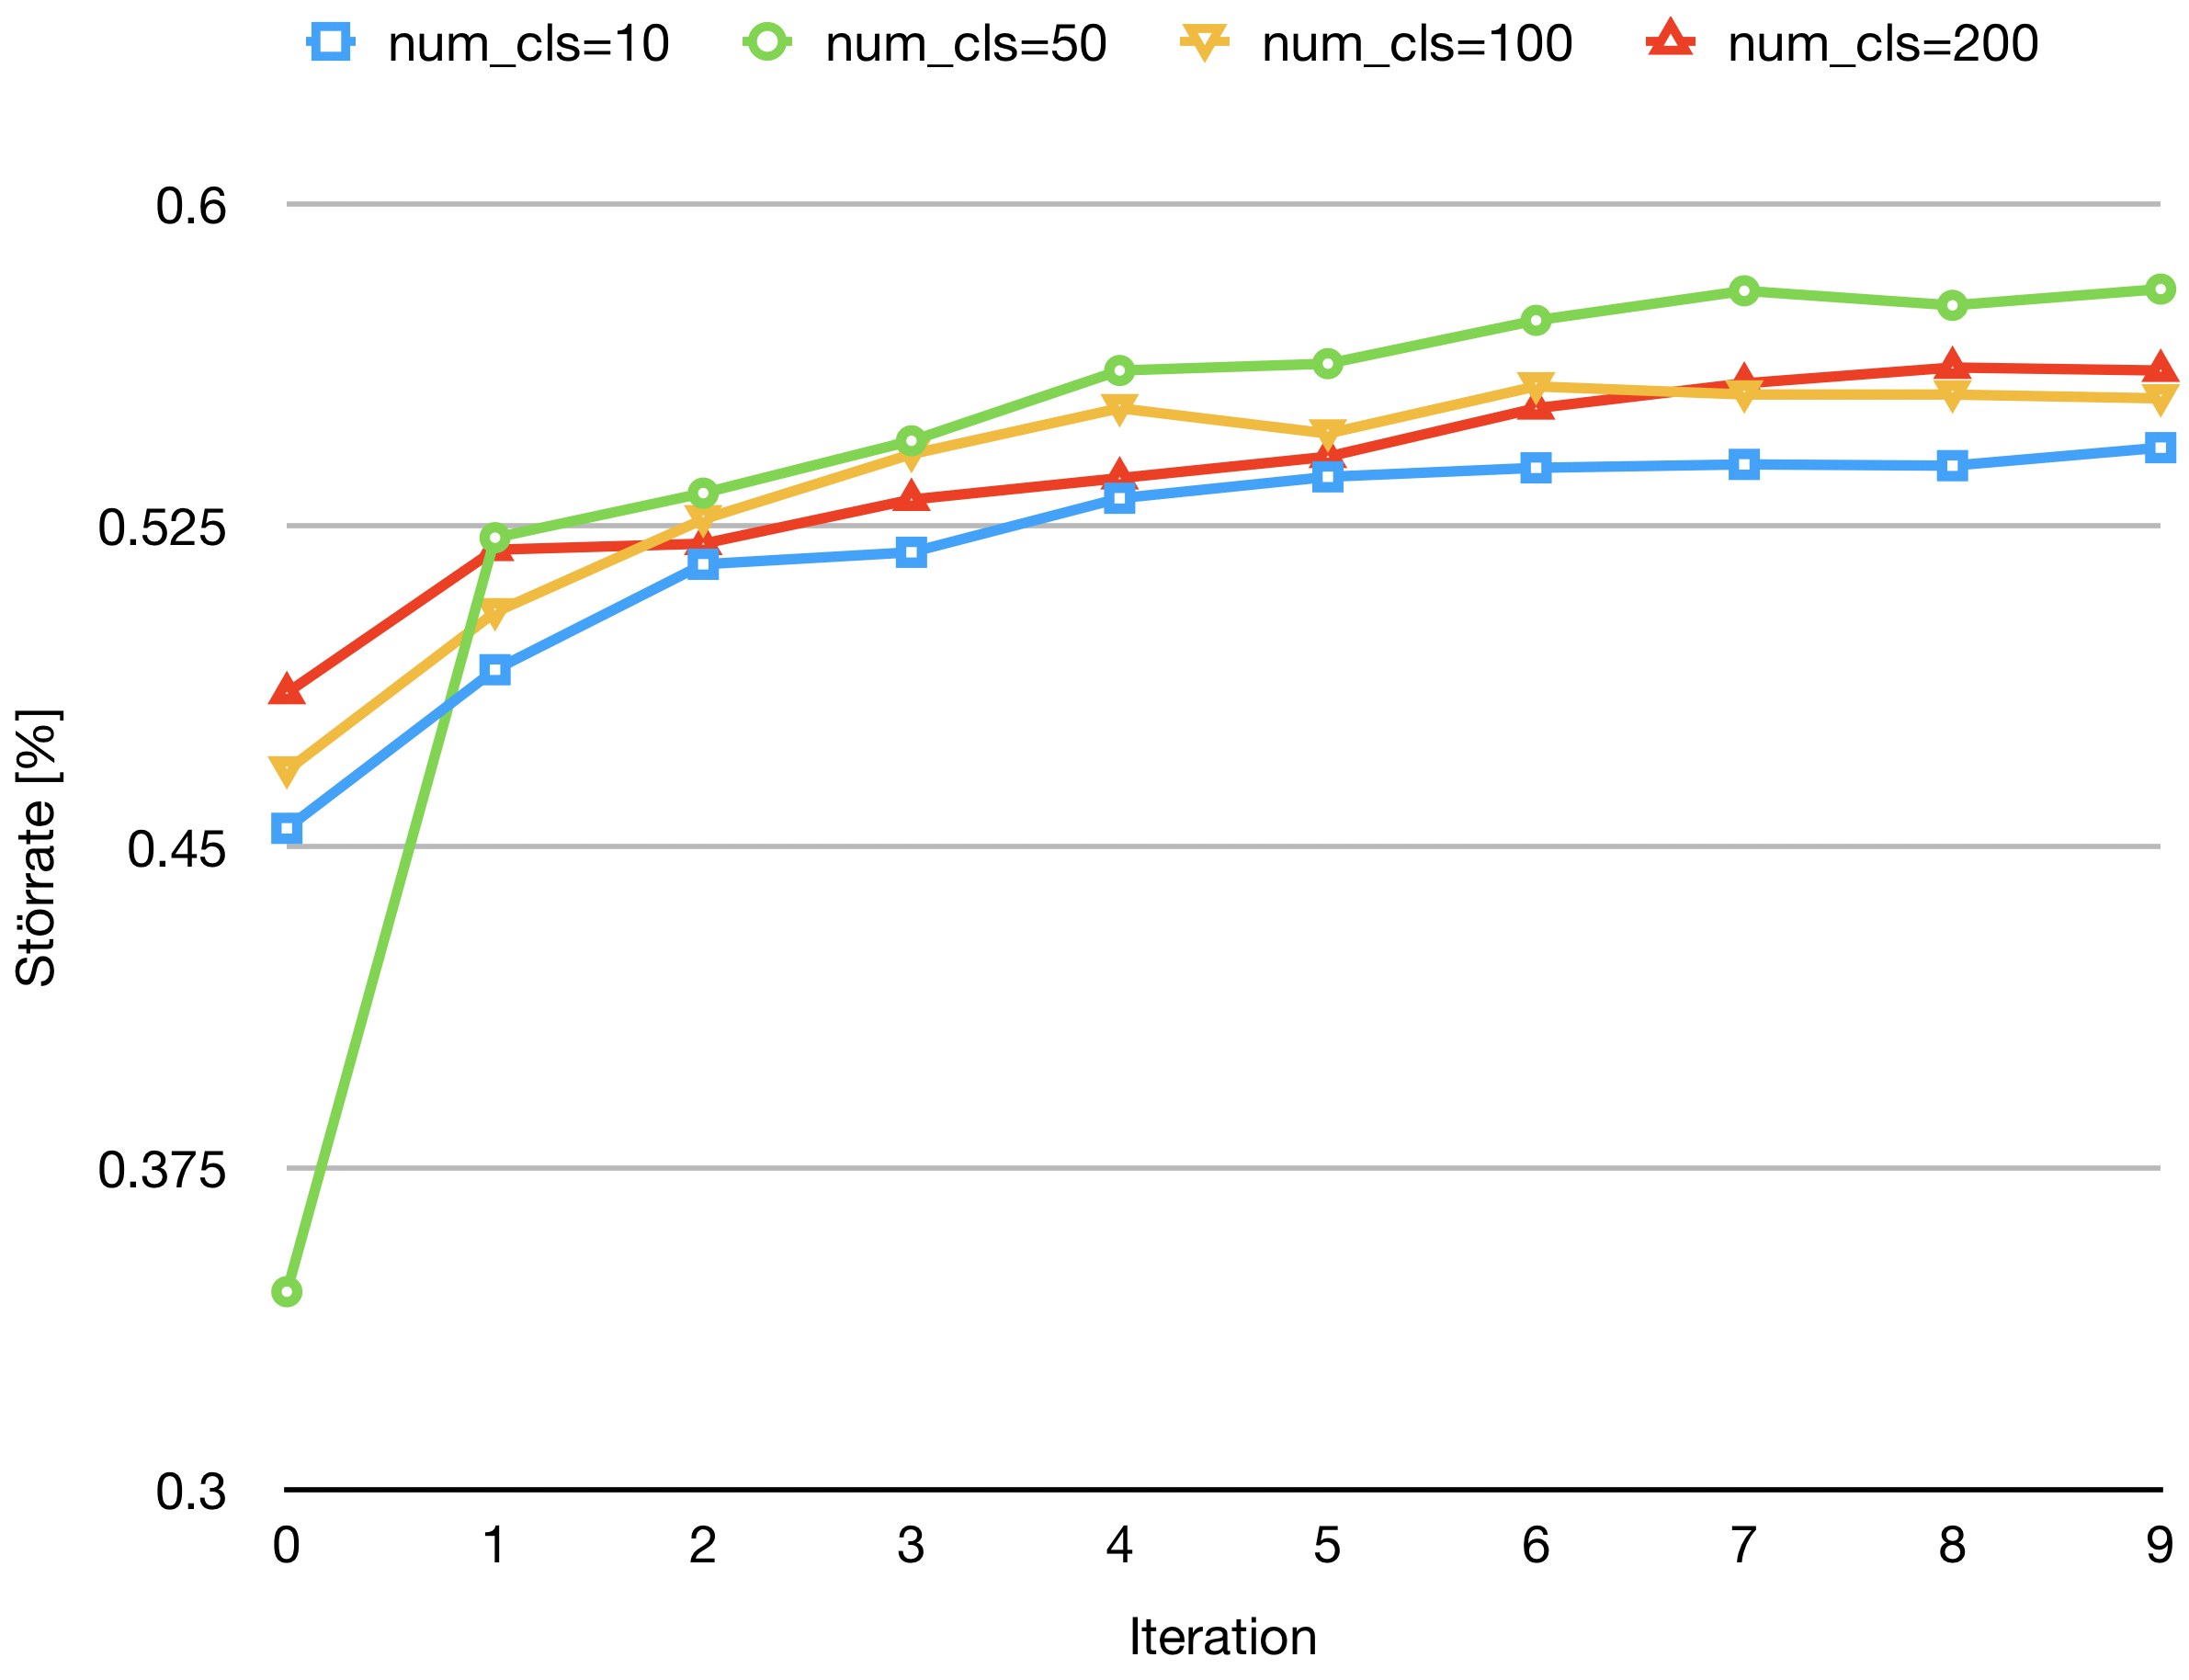 num_cls=10 num_cls=50 num_cls=100 num_cls=200
0.6
0.525
0.45
0.375
0.3
Störrate [%]
0 1 2 3 4 5 6 7 8 9
Iteration